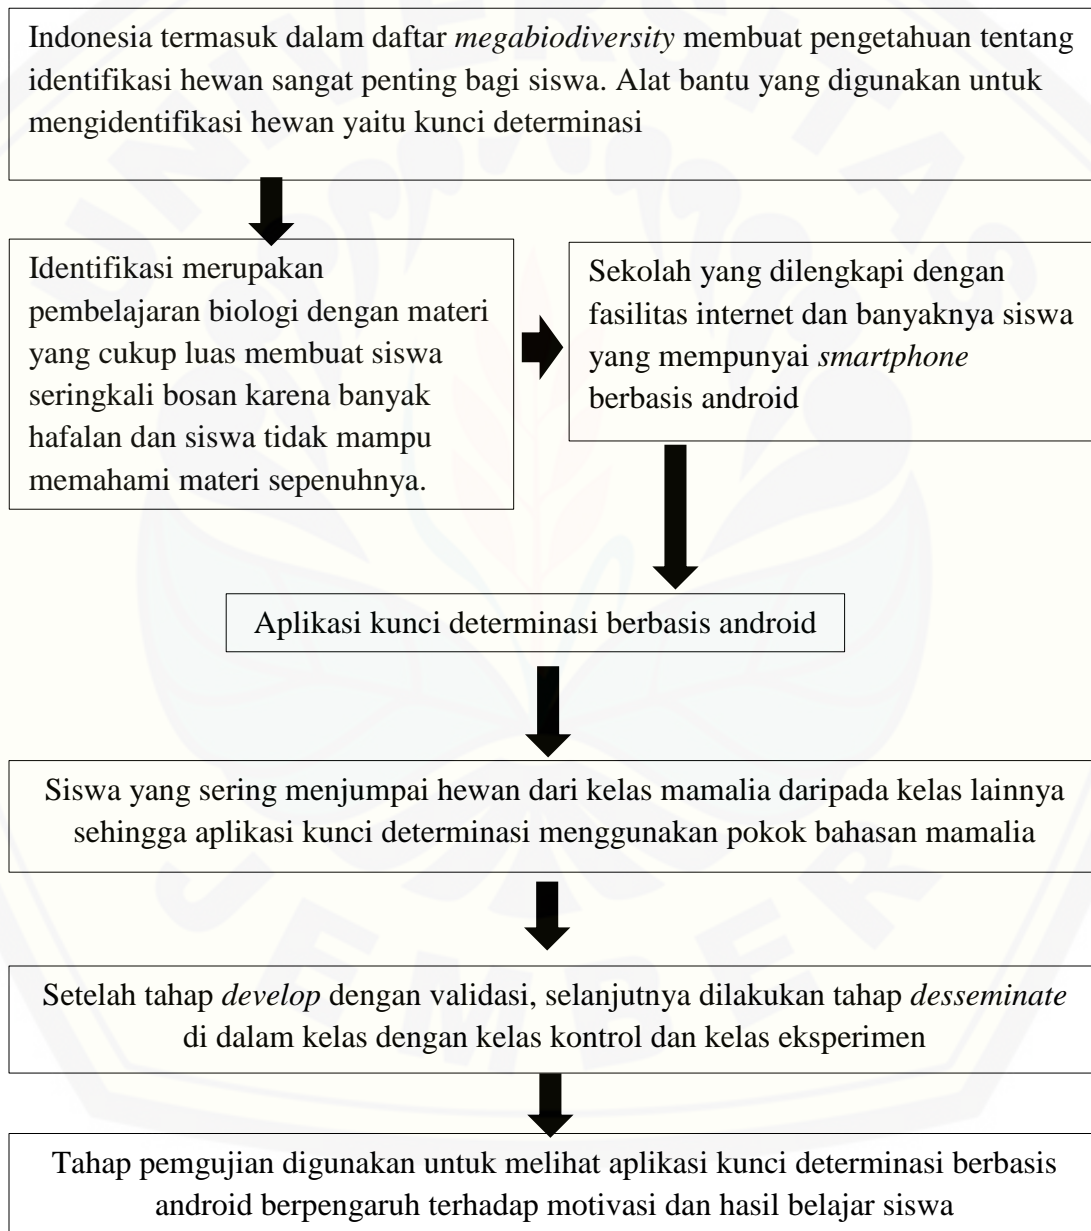 Indonesia termasuk dalam daftar megabiodiversity membuat pengetahuan tentang
identifikasi hewan sangat penting bagi siswa. Alat bantu yang digunakan untuk
mengidentifikasi hewan yaitu kunci determinasi
Identifikasi merupakan
pembelajaran biologi dengan materi
yang cukup luas membuat siswa
seringkali bosan karena banyak
hafalan dan siswa tidak mampu
memahami materi sepenuhnya.
Sekolah yang dilengkapi dengan
fasilitas internet dan banyaknya siswa
yang mempunyai smartphone
berbasis android
Aplikasi kunci determinasi berbasis android
Siswa yang sering menjumpai hewan dari kelas mamalia daripada kelas lainnya
sehingga aplikasi kunci determinasi menggunakan pokok bahasan mamalia
Setelah tahap develop dengan validasi, selanjutnya dilakukan tahap desseminate
di dalam kelas dengan kelas kontrol dan kelas eksperimen
Tahap pemgujian digunakan untuk melihat aplikasi kunci determinasi berbasis
android berpengaruh terhadap motivasi dan hasil belajar siswa
UNIVERSITAS
JEMBER